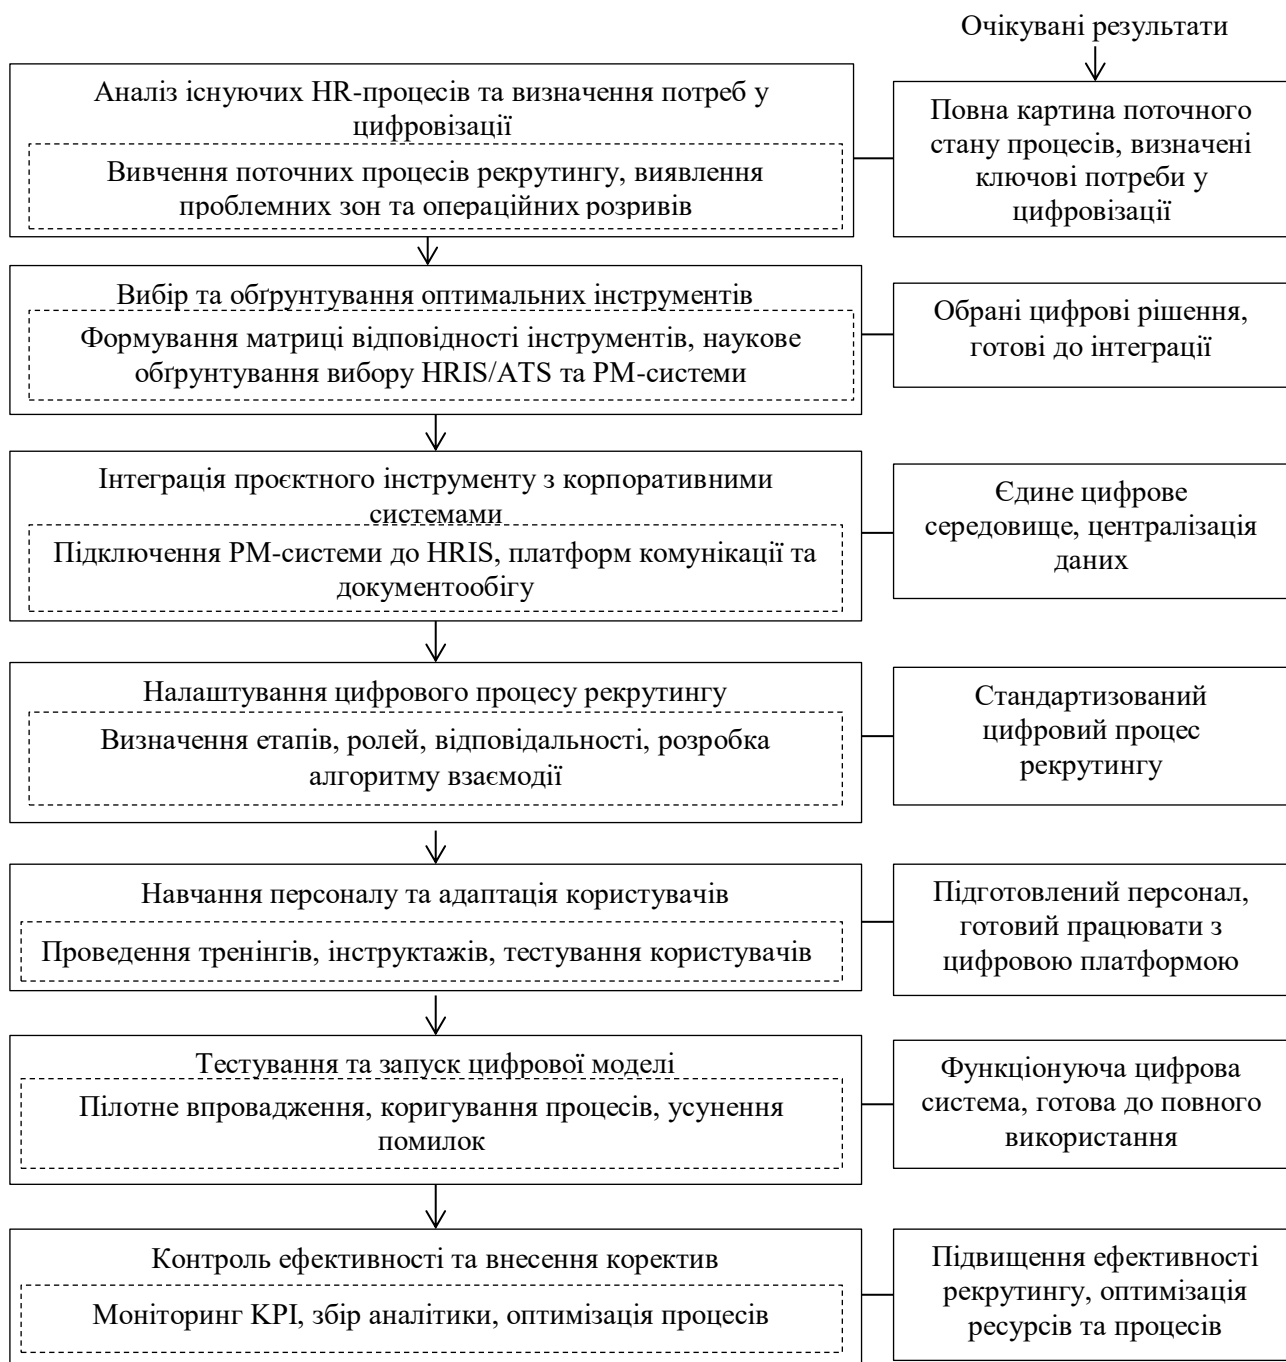 Очікувані результати
Аналіз існуючих HR-процесів та визначення потреб у
цифровізації
Вивчення поточних процесів рекрутингу, виявлення
проблемних зон та операційних розривів
Повна картина поточного
стану процесів, визначені
ключові потреби у
цифровізації
Вибір та обґрунтування оптимальних інструментів
Формування матриці відповідності інструментів, наукове
обґрунтування вибору HRIS/ATS та PM-системи
Обрані цифрові рішення,
готові до інтеграції
Інтеграція проєктного інструменту з корпоративними
системами
Підключення PM-системи до HRIS, платформ комунікації та
документообігу
Єдине цифрове
середовище, централізація
даних
Налаштування цифрового процесу рекрутингу
Визначення етапів, ролей, відповідальності, розробка
алгоритму взаємодії
Стандартизований
цифровий процес
рекрутингу
Навчання персоналу та адаптація користувачів
Проведення тренінгів, інструктажів, тестування користувачів
Підготовлений персонал,
готовий працювати з
цифровою платформою
Тестування та запуск цифрової моделі
Пілотне впровадження, коригування процесів, усунення
помилок
Функціонуюча цифрова
система, готова до повного
використання
Контроль ефективності та внесення коректив
Моніторинг KPI, збір аналітики, оптимізація процесів
Підвищення ефективності
рекрутингу, оптимізація
ресурсів та процесів